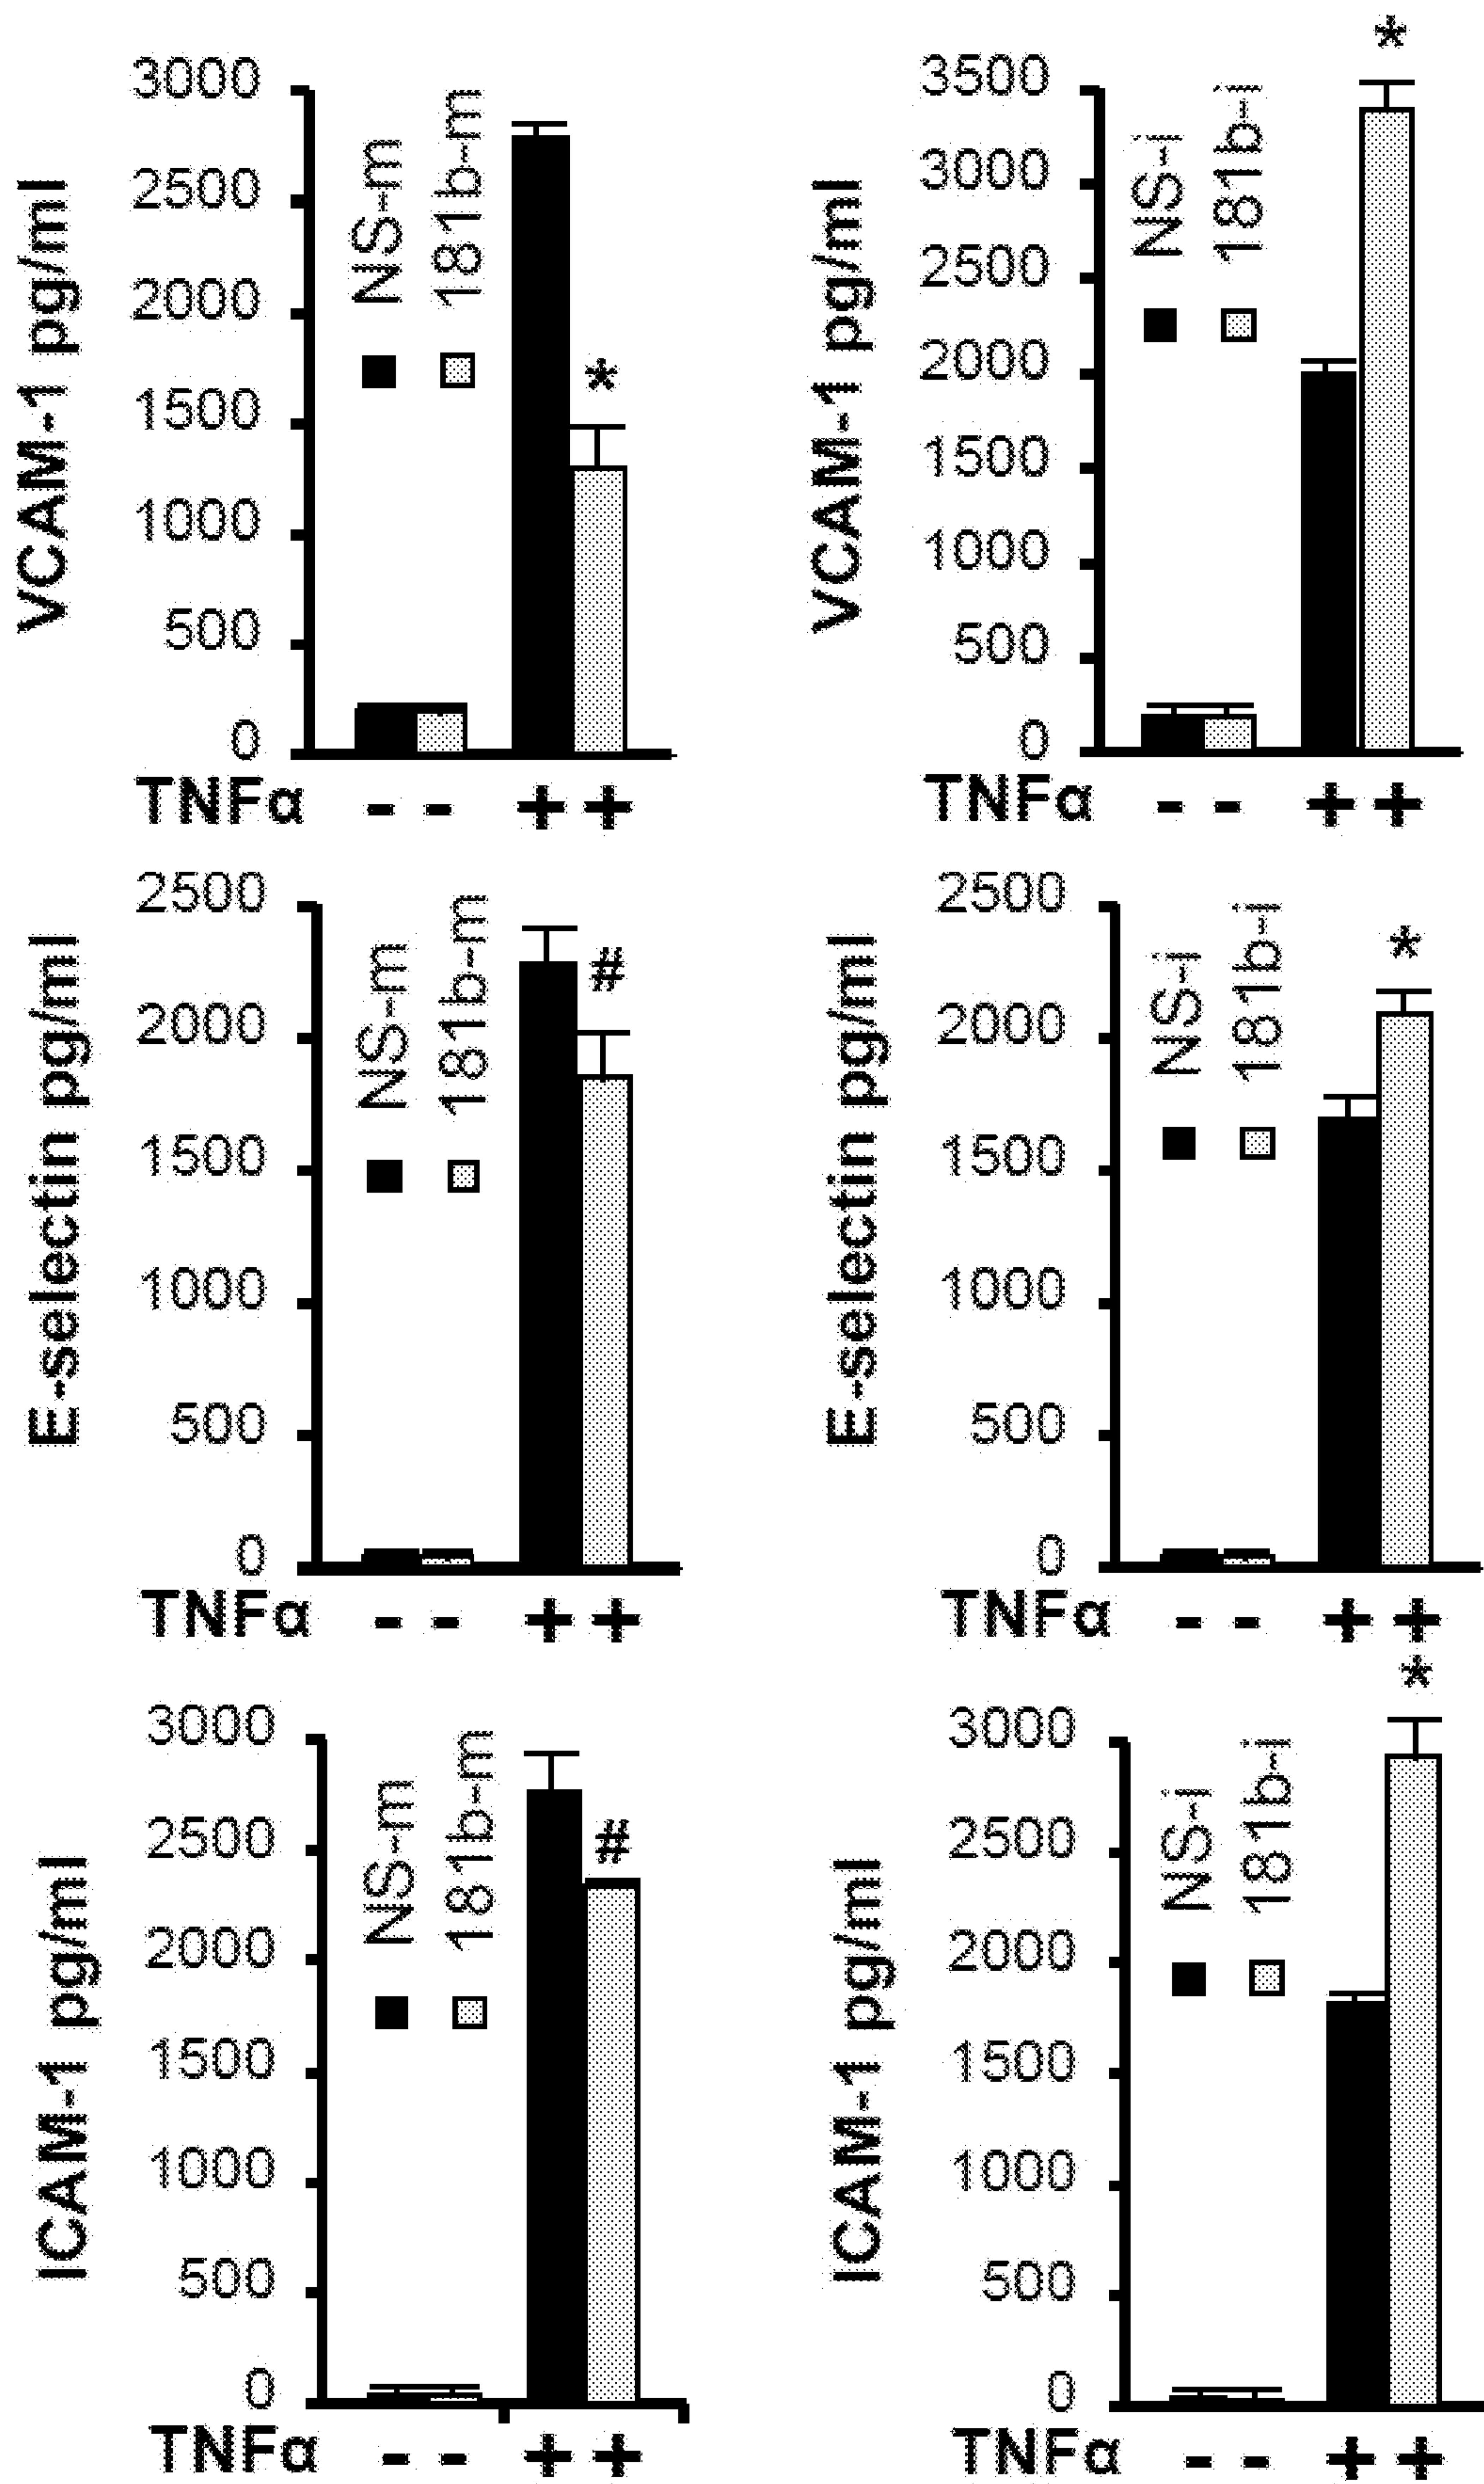 VCAM-1 pg/ml
3000
2500
2000
1500
1000
500
0
NS-m
181b-m
*
TNFα - - + +
VCAM-1 pg/ml
3500
3000
2500
2000
1500
1000
500
0
NS-i
181b-i
*
TNFα - - + +
E-selectin pg/ml
2500
2000
1500
1000
500
0
NS-m
181b-m
#
TNFα - - + +
E-selectin pg/ml
2500
2000
1500
1000
500
0
NS-i
181b-i
*
TNFα - - + +
ICAM-1 pg/ml
3000
2500
2000
1500
1000
500
0
NS-m
181b-m
#
TNFα - - + +
ICAM-1 pg/ml
3000
2500
2000
1500
1000
500
0
NS-i
181b-i
*
TNFα - - + +